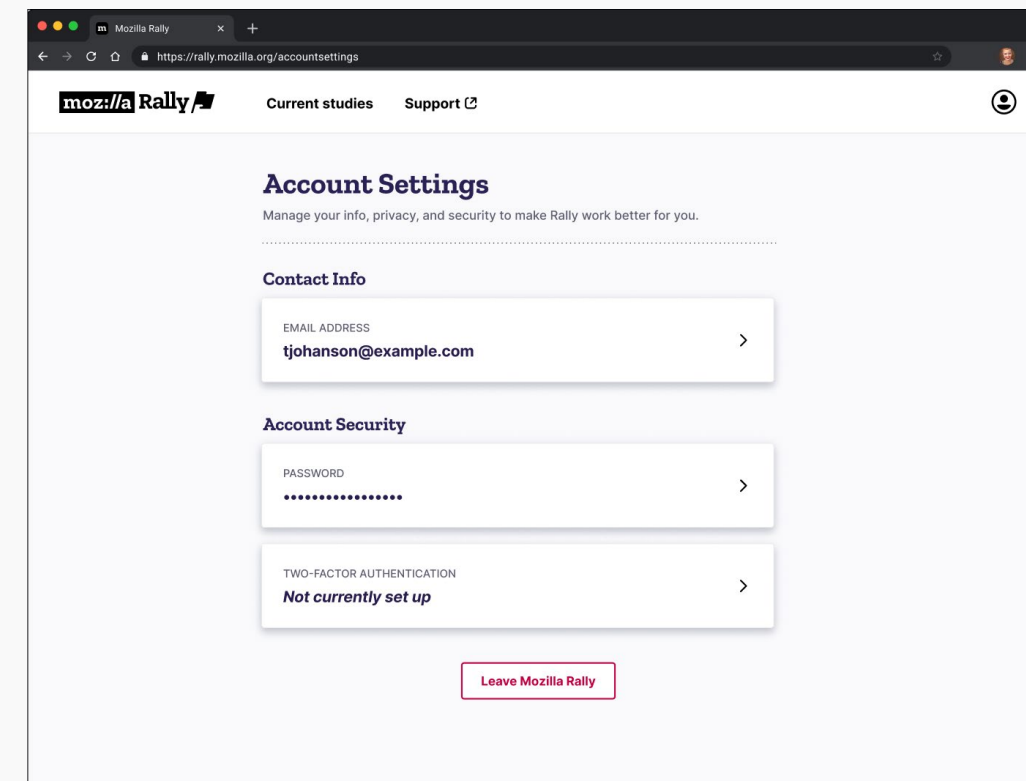 m Mozilla Rally
https://rally.mozilla.org/accountsettings
moz://a Rally
Current studies
Support
Account Settings
Manage your info, privacy, and security to make Rally work better for you.
Contact Info
EMAIL ADDRESS
tjohanson@example.com
Account Security
PASSWORD
•••••••••••••••••
TWO-FACTOR AUTHENTICATION
Not currently set up
Leave Mozilla Rally